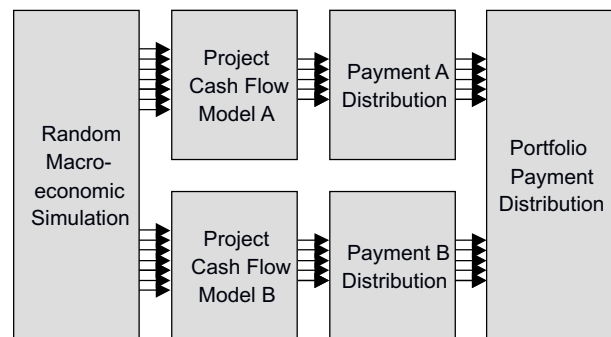 Random
Macro-
economic
Simulation
Project
Cash Flow
Model A
Payment A
Distribution
Project
Cash Flow
Model B
Payment B
Distribution
Portfolio
Payment
Distribution